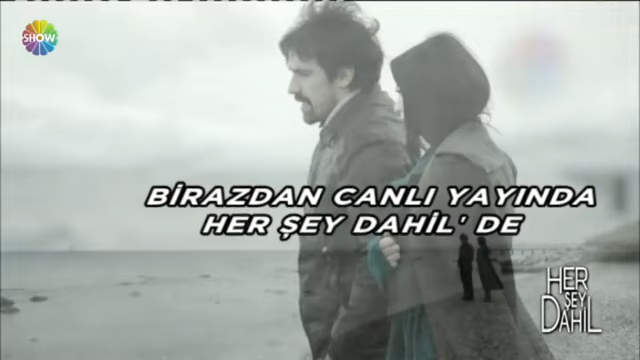 SHOW
BİRAZDAN CANLI YAYINDA
HER ŞEY DAHİL' DE
HER
ŞEY
DAHİL